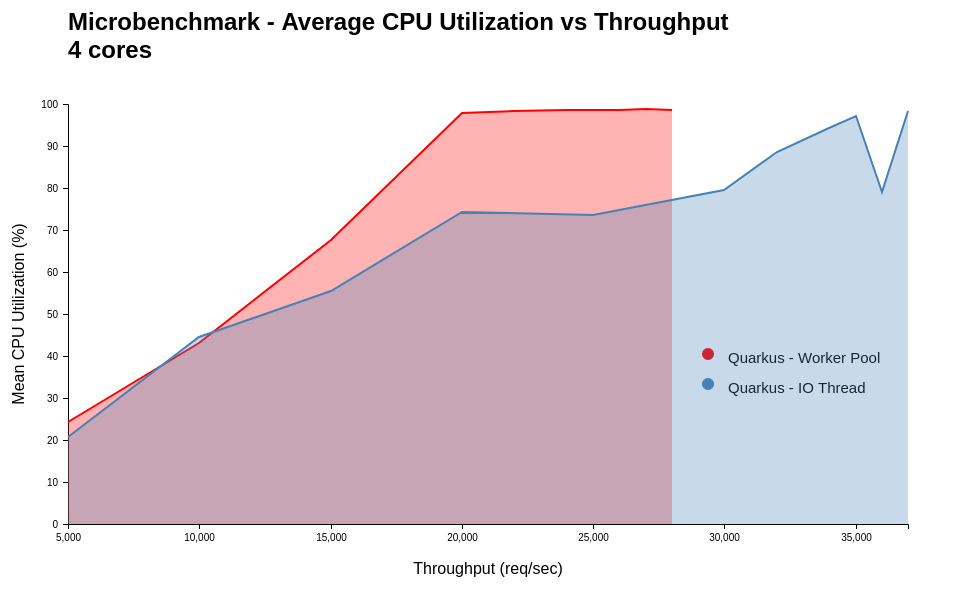 Microbenchmark - Average CPU Utilization vs Throughput
4 cores
Mean CPU Utilization (%)
100
90
80
70
60
50
40
30
20
10
0
Quarkus - Worker Pool
Quarkus - IO Thread
5,000 10,000 15,000 20,000 25,000 30,000 35,000
Throughput (req/sec)